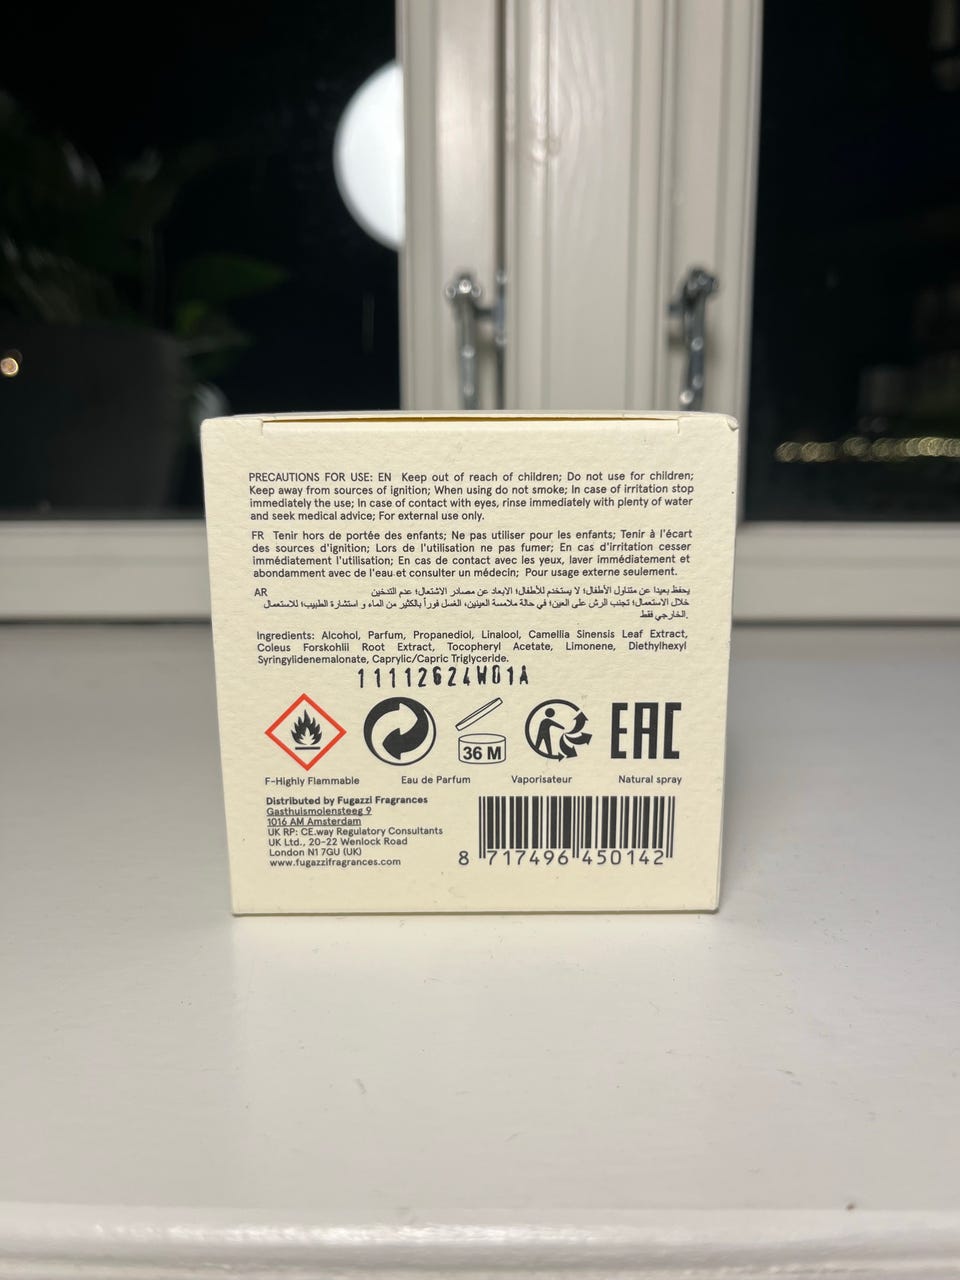 PRECAUTIONS FOR USE: EN Keep out of reach of children; Do not use for children;
Keep away from sources of ignition; When using do not smoke; In case of irritation stop
immediately the use; In case of contact with eyes, rinse immediately with plenty of water
and seek medical advice; For external use only.
FR Tenir hors de portée des enfants; Ne pas utiliser pour les enfants; Tenir à l'écart
des sources d'ignition; Lors de l'utilisation ne pas fumer; En cas d'irritation cesser
immédiatement l'utilisation; En cas de contact avec les yeux, laver immédiatement et
abondamment avec de l'eau et consulter un médecin; Pour usage externe seulement.
AR يحفظ بعيدا عن متناول الأطفال؛ لا يستخدم للأطفال؛ الابعاد عن مصادر الاشتعال؛ عدم التدخين
خلال الاستعمال؛ تجنب الرش على العين؛ في حالة ملامسة العينين، الغسل فوراً بالكثير من الماء و استشارة الطبيب؛ للاستعمال
الخارجي فقط.
Ingredients: Alcohol, Parfum, Propanediol, Linalool, Camellia Sinensis Leaf Extract,
Coleus Forskohlii Root Extract, Tocopheryl Acetate, Limonene, Diethylhexyl
Syringylidenemalonate, Caprylic/Capric Triglyceride.
11112624W01A
36 M
EAC
F-Highly Flammable
Eau de Parfum
Vaporisateur
Natural spray
Distributed by Fugazzi Fragrances
Gasthuismolensteeg 9
1016 AM Amsterdam
UK RP: CE.way Regulatory Consultants
UK Ltd., 20-22 Wenlock Road
London N1 7GU (UK)
www.fugazzifragrances.com
8 717496 450142